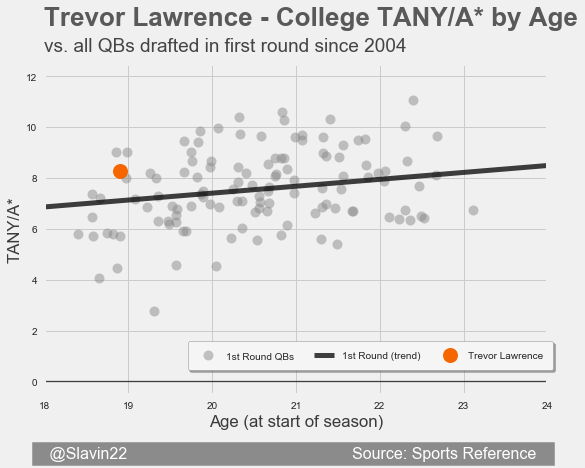 Trevor Lawrence - College TANY/A* by Age
vs. all QBs drafted in first round since 2004
TANY/A*
12
10
8
6
4
2
0
1st Round QBs
1st Round (trend)
Trevor Lawrence
18
19
20
21
22
23
24
Age (at start of season)
@Slavin22
Source: Sports Reference